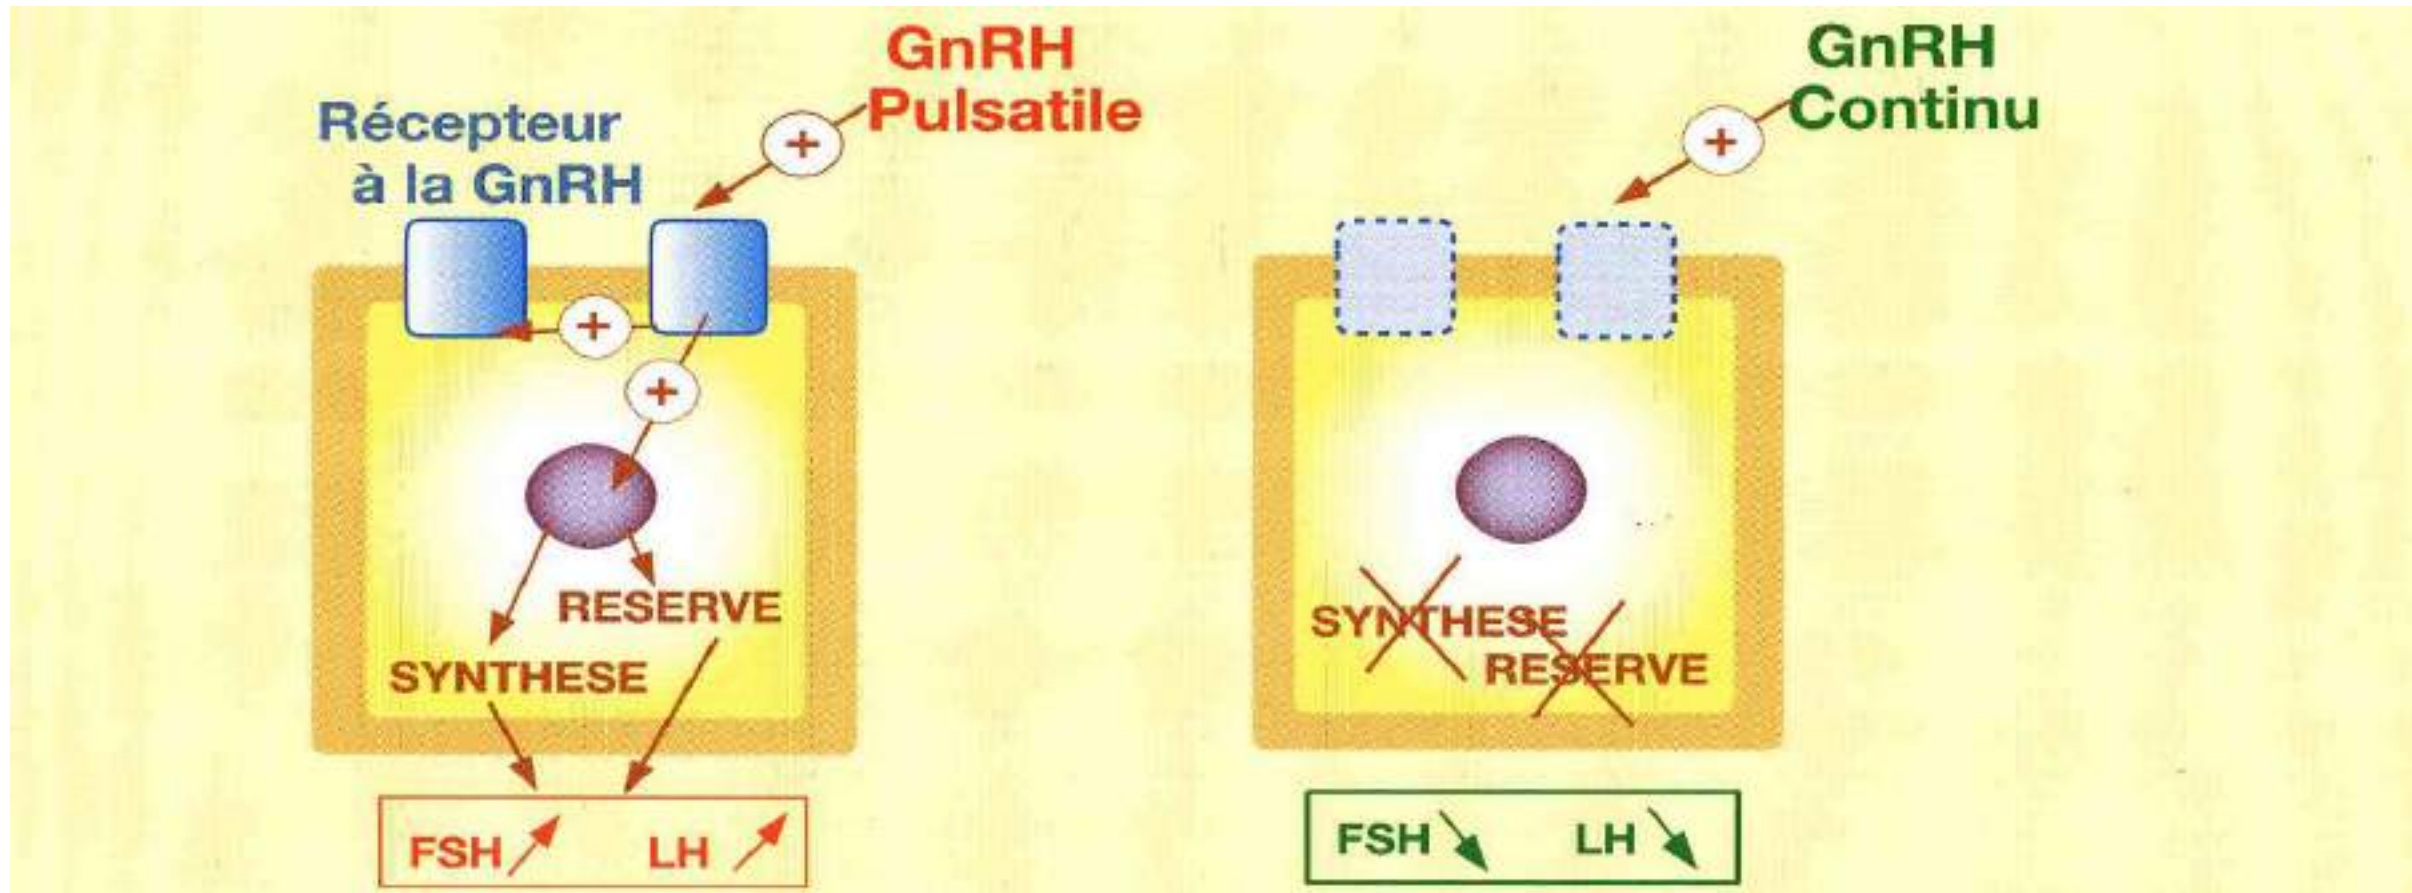 GnRH
Pulsatile
Récepteur
à la GnRH
+
+
+
RESERVE
SYNTHESE
FSH LH
GnRH
Continu
+
SYNTHESE
RESERVE
FSH LH